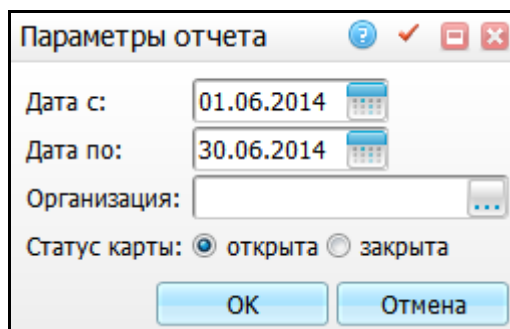 Параметры отчета
Дата с: 01.06.2014
Дата по: 30.06.2014
Организация: ...
Статус карты: открыта закрыта
OK Отмена